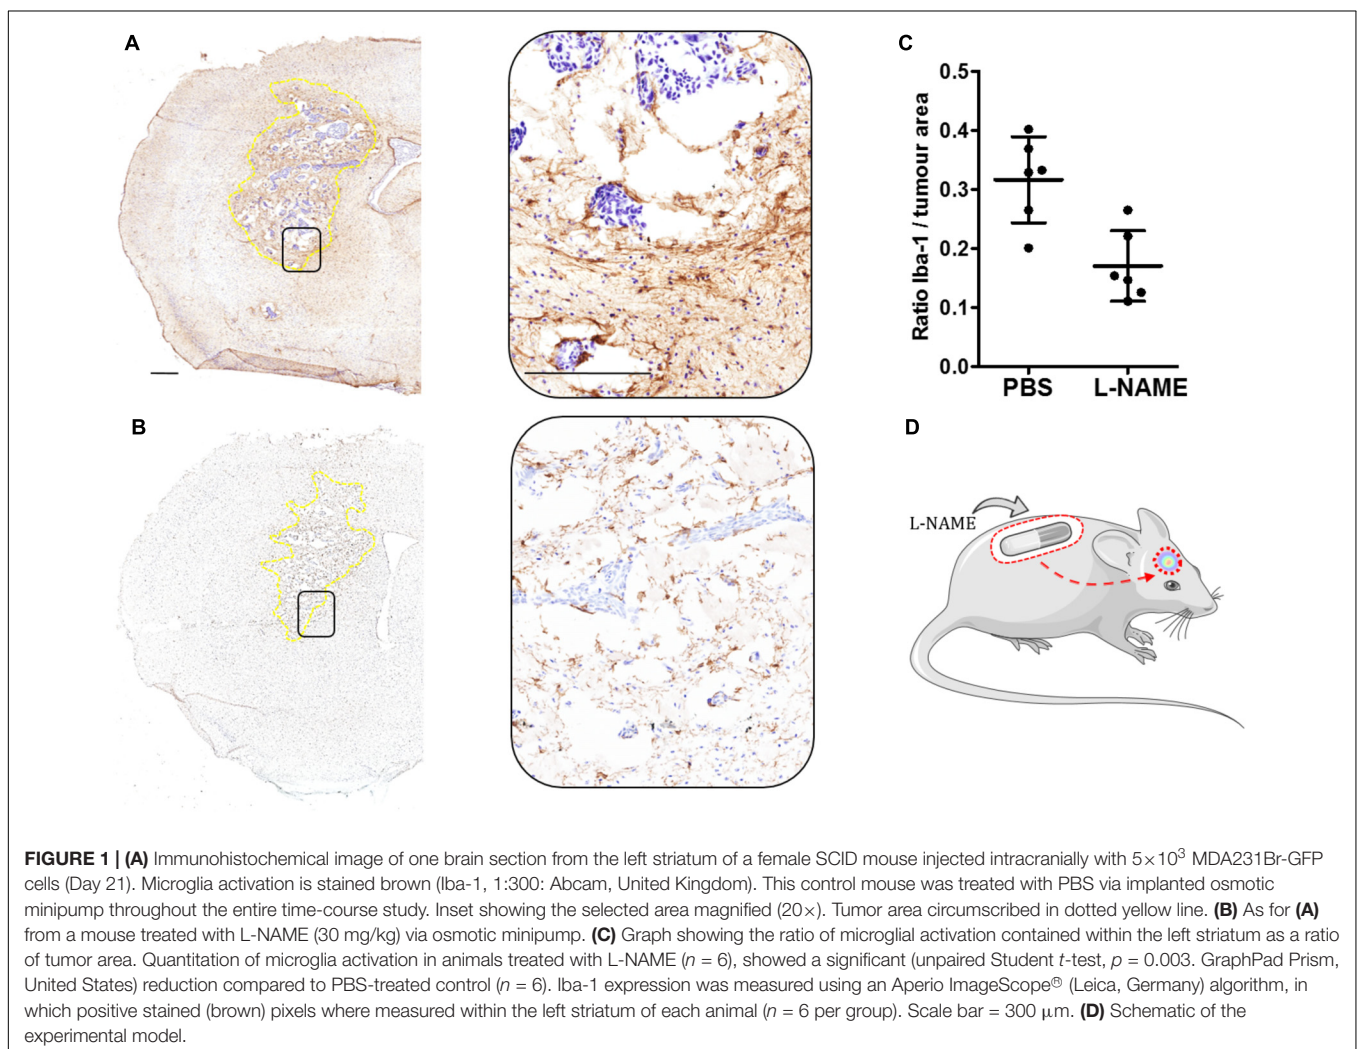 A
B
C
Ratio Iba-1 / tumour area
0.5
0.4
0.3
0.2
0.1
0.0
PBS L-NAME
D
L-NAME
FIGURE 1 | (A) Immunohistochemical image of one brain section from the left striatum of a female SCID mouse injected intracranially with 5×10³ MDA231Br-GFP
cells (Day 21). Microglia activation is stained brown (Iba-1, 1:300: Abcam, United Kingdom). This control mouse was treated with PBS via implanted osmotic
minipump throughout the entire time-course study. Inset showing the selected area magnified (20×). Tumor area circumscribed in dotted yellow line. (B) As for (A)
from a mouse treated with L-NAME (30 mg/kg) via osmotic minipump. (C) Graph showing the ratio of microglial activation contained within the left striatum as a ratio
of tumor area. Quantitation of microglia activation in animals treated with L-NAME (n = 6), showed a significant (unpaired Student t-test, p = 0.003. GraphPad Prism,
United States) reduction compared to PBS-treated control (n = 6). Iba-1 expression was measured using an Aperio ImageScope® (Leica, Germany) algorithm, in
which positive stained (brown) pixels where measured within the left striatum of each animal (n = 6 per group). Scale bar = 300 μm. (D) Schematic of the
experimental model.